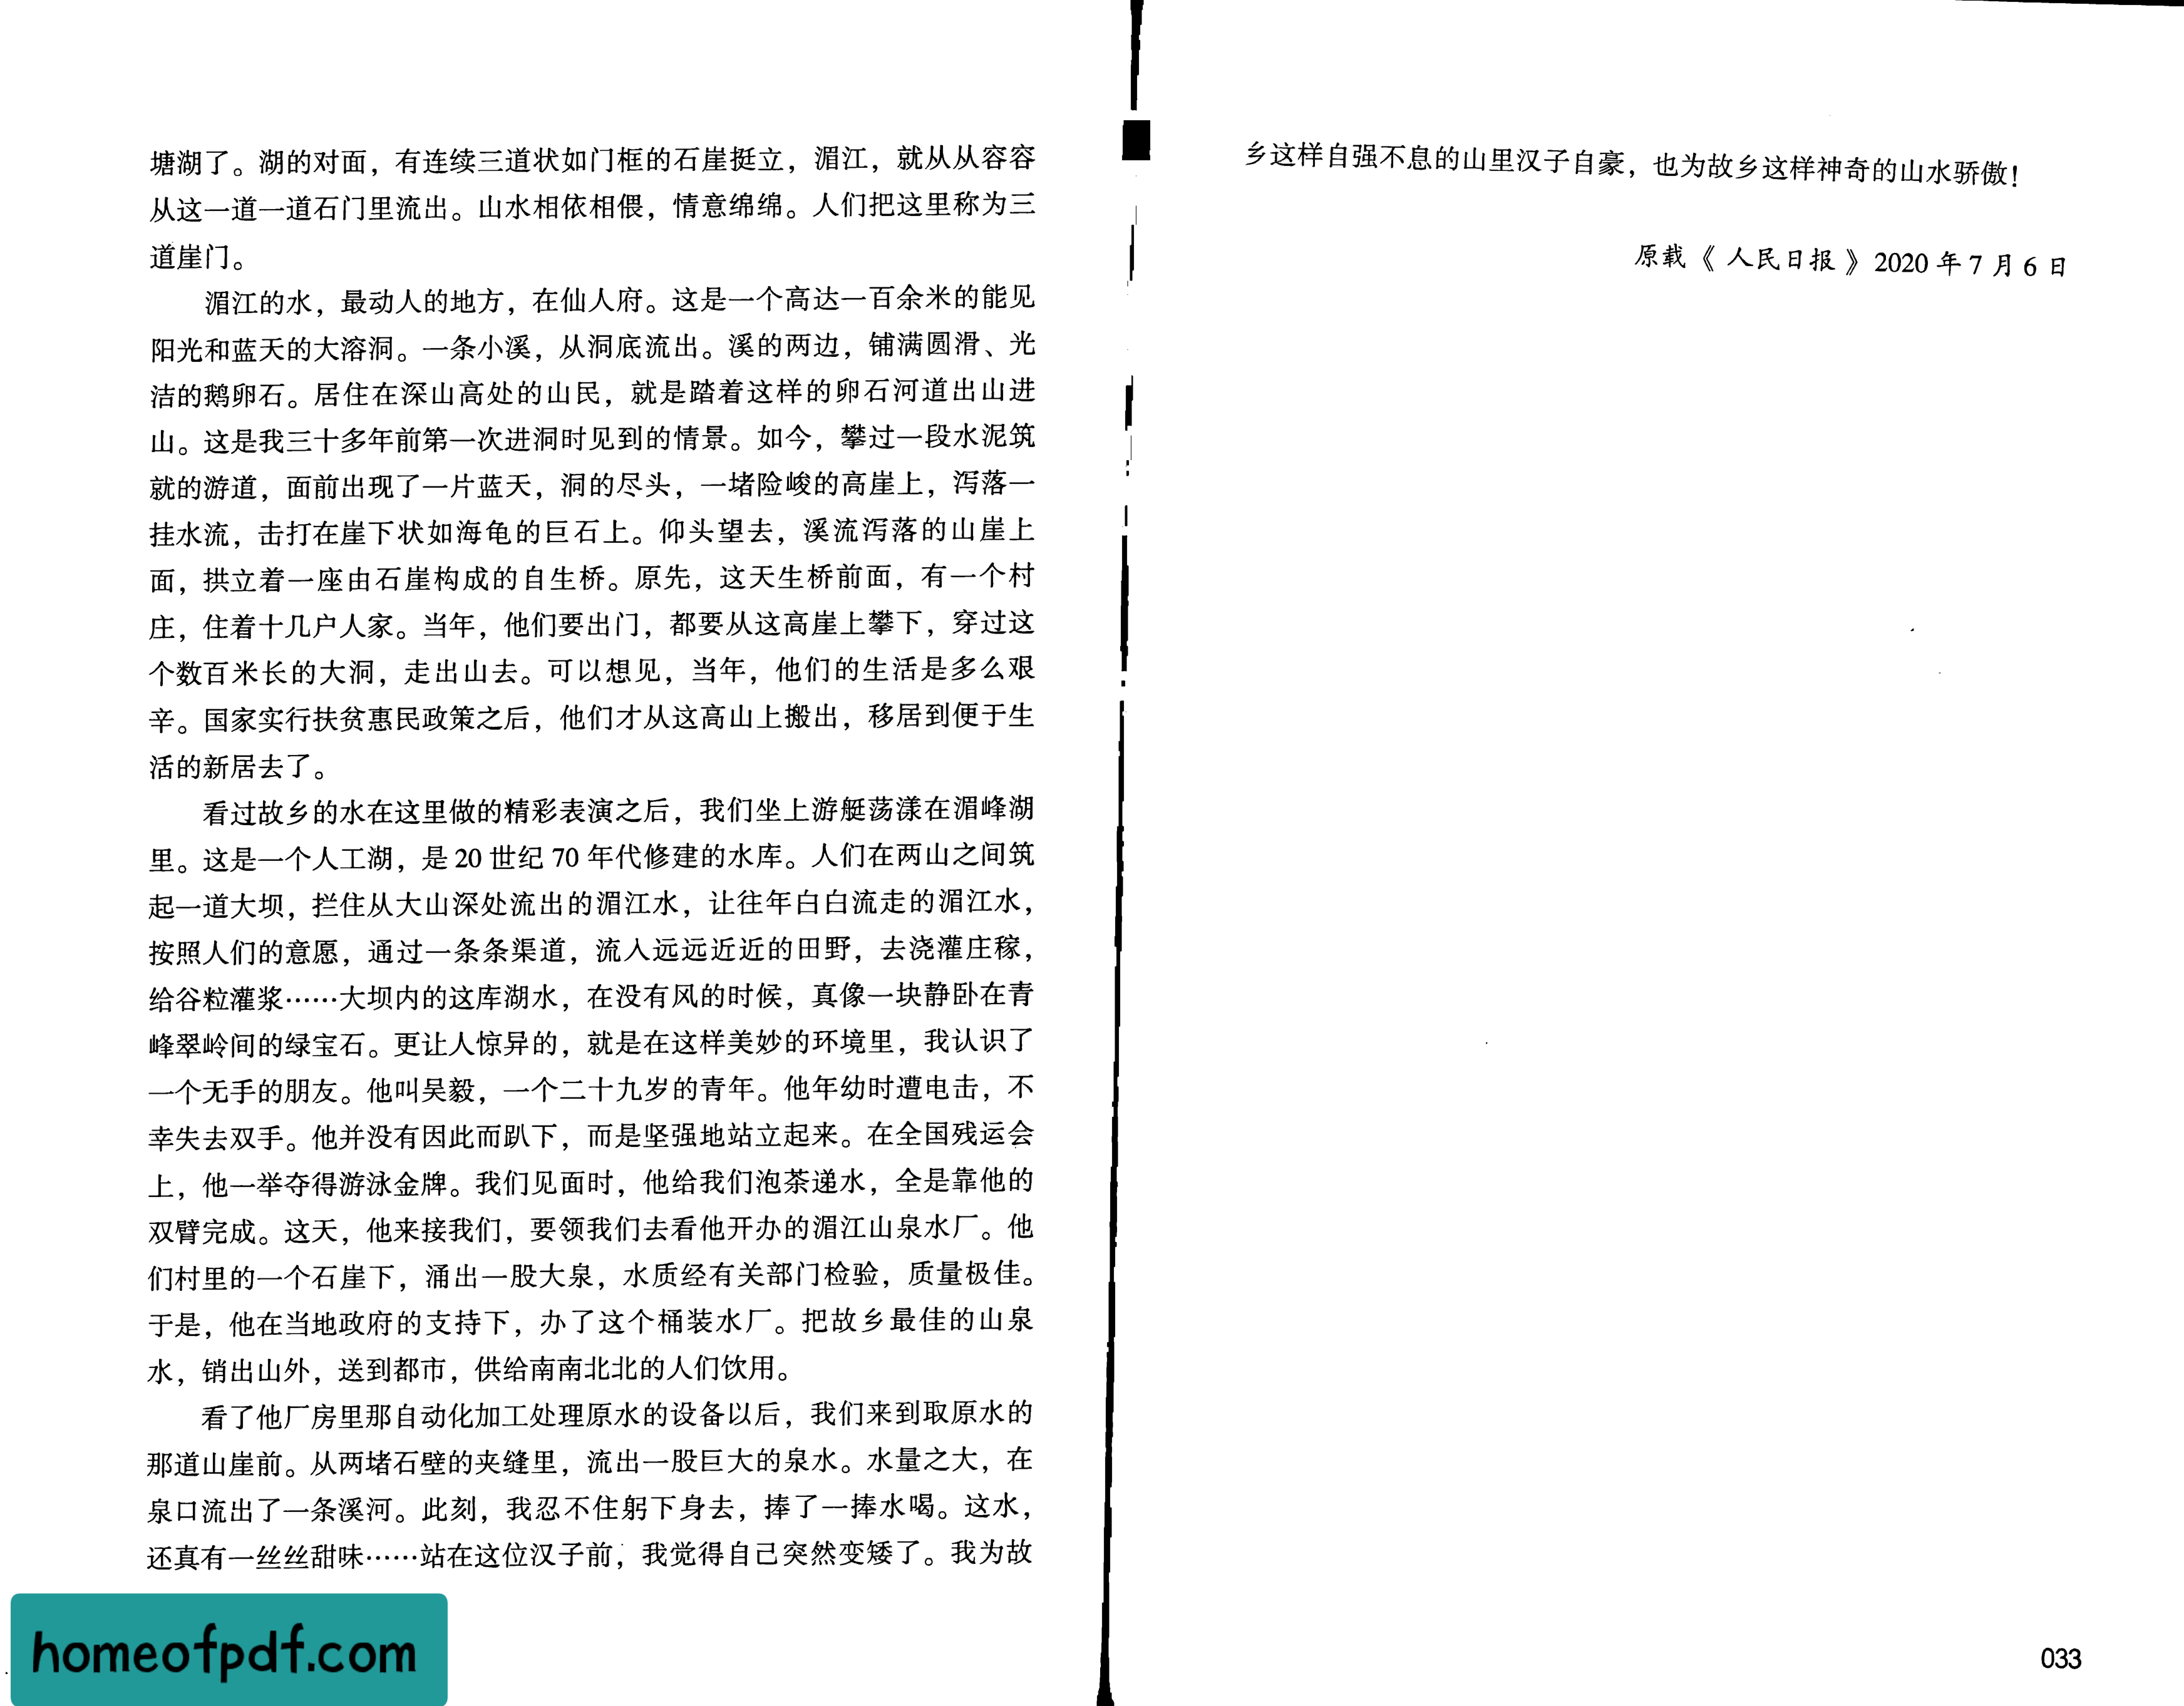 塘湖了。湖的对面，有连续三道状如门框的石崖挺立，湄江，就从从容容
从这一道一道石门里流出。山水相依相偎，情意绵绵。人们把这里称为三
道崖门。
湄江的水，最动人的地方，在仙人府。这是一个高达一百余米的能见
阳光和蓝天的大溶洞。一条小溪，从洞底流出。溪的两边，铺满圆滑、光
洁的鹅卵石。居住在深山高处的山民，就是踏着这样的卵石河道出山进
山。这是我三十多年前第一次进洞时见到的情景。如今，攀过一段水泥筑
就的游道，面前出现了一片蓝天，洞的尽头，一堵险峻的高崖上，泻落一
挂水流，击打在崖下状如海龟的巨石上。仰头望去，溪流泻落的山崖上
面，拱立着一座由石崖构成的自生桥。原先，这天生桥前面，有一个村
庄，住着十几户人家。当年，他们要出门，都要从这高崖上攀下，穿过这
个数百米长的大洞，走出山去。可以想见，当年，他们的生活是多么艰
辛。国家实行扶贫惠民政策之后，他们才从这高山上搬出，移居到便于生
活的新居去了。
看过故乡的水在这里做的精彩表演之后，我们坐上游艇荡漾在湄峰湖
里。这是一个人工湖，是 20 世纪 70 年代修建的水库。人们在两山之间筑
起一道大坝，拦住从大山深处流出的湄江水，让往年白白流走的湄江水，
按照人们的意愿，通过一条条渠道，流入远远近近的田野，去浇灌庄稼，
给谷粒灌浆……大坝内的这库湖水，在没有风的时候，真像一块静卧在青
峰翠岭间的绿宝石。更让人惊异的，就是在这样美妙的环境里，我认识了
一个无手的朋友。他叫吴毅，一个二十九岁的青年。他年幼时遭电击，不
幸失去双手。他并没有因此而趴下，而是坚强地站立起来。在全国残运会
上，他一举夺得游泳金牌。我们见面时，他给我们泡茶递水，全是靠他的
双臂完成。这天，他来接我们，要领我们去看他开办的湄江山泉水厂。他
们村里的一个石崖下，涌出一股大泉，水质经有关部门检验，质量极佳。
于是，他在当地政府的支持下，办了这个桶装水厂。把故乡最佳的山泉
水，销出山外，送到都市，供给南南北北的人们饮用。
看了他厂房里那自动化加工处理原水的设备以后，我们来到取原水的
那道山崖前。从两堵石壁的夹缝里，流出一股巨大的泉水。水量之大，在
泉口流出了一条溪河。此刻，我忍不住躬下身去，捧了一捧水喝。这水，
还真有一丝丝甜味……站在这位汉子前，我觉得自己突然变矮了。我为故
乡这样自强不息的山里汉子自豪，也为故乡这样神奇的山水骄傲！
原载《人民日报》2020 年 7 月 6 日
033
homeofpdf.com